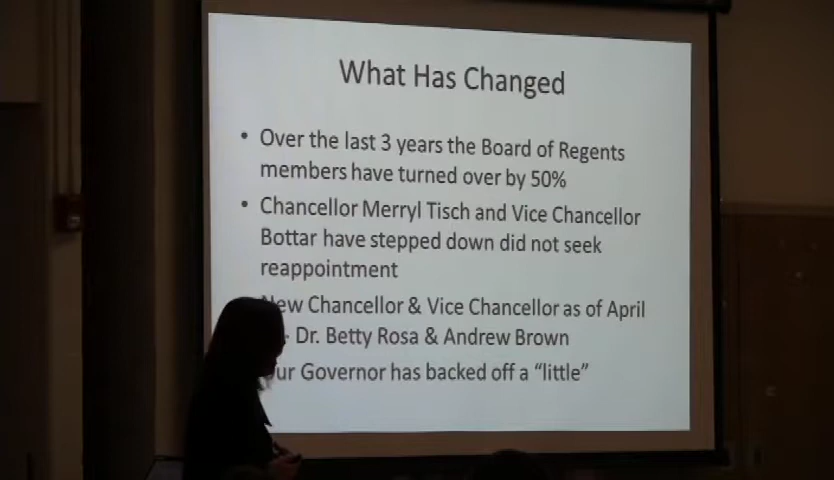 What Has Changed
• Over the last 3 years the Board of Regents
members have turned over by 50%
• Chancellor Merryl Tisch and Vice Chancellor
Bottar have stepped down did not seek
reappointment
New Chancellor & Vice Chancellor as of April
- Dr. Betty Rosa & Andrew Brown
Governor has backed off a “little”